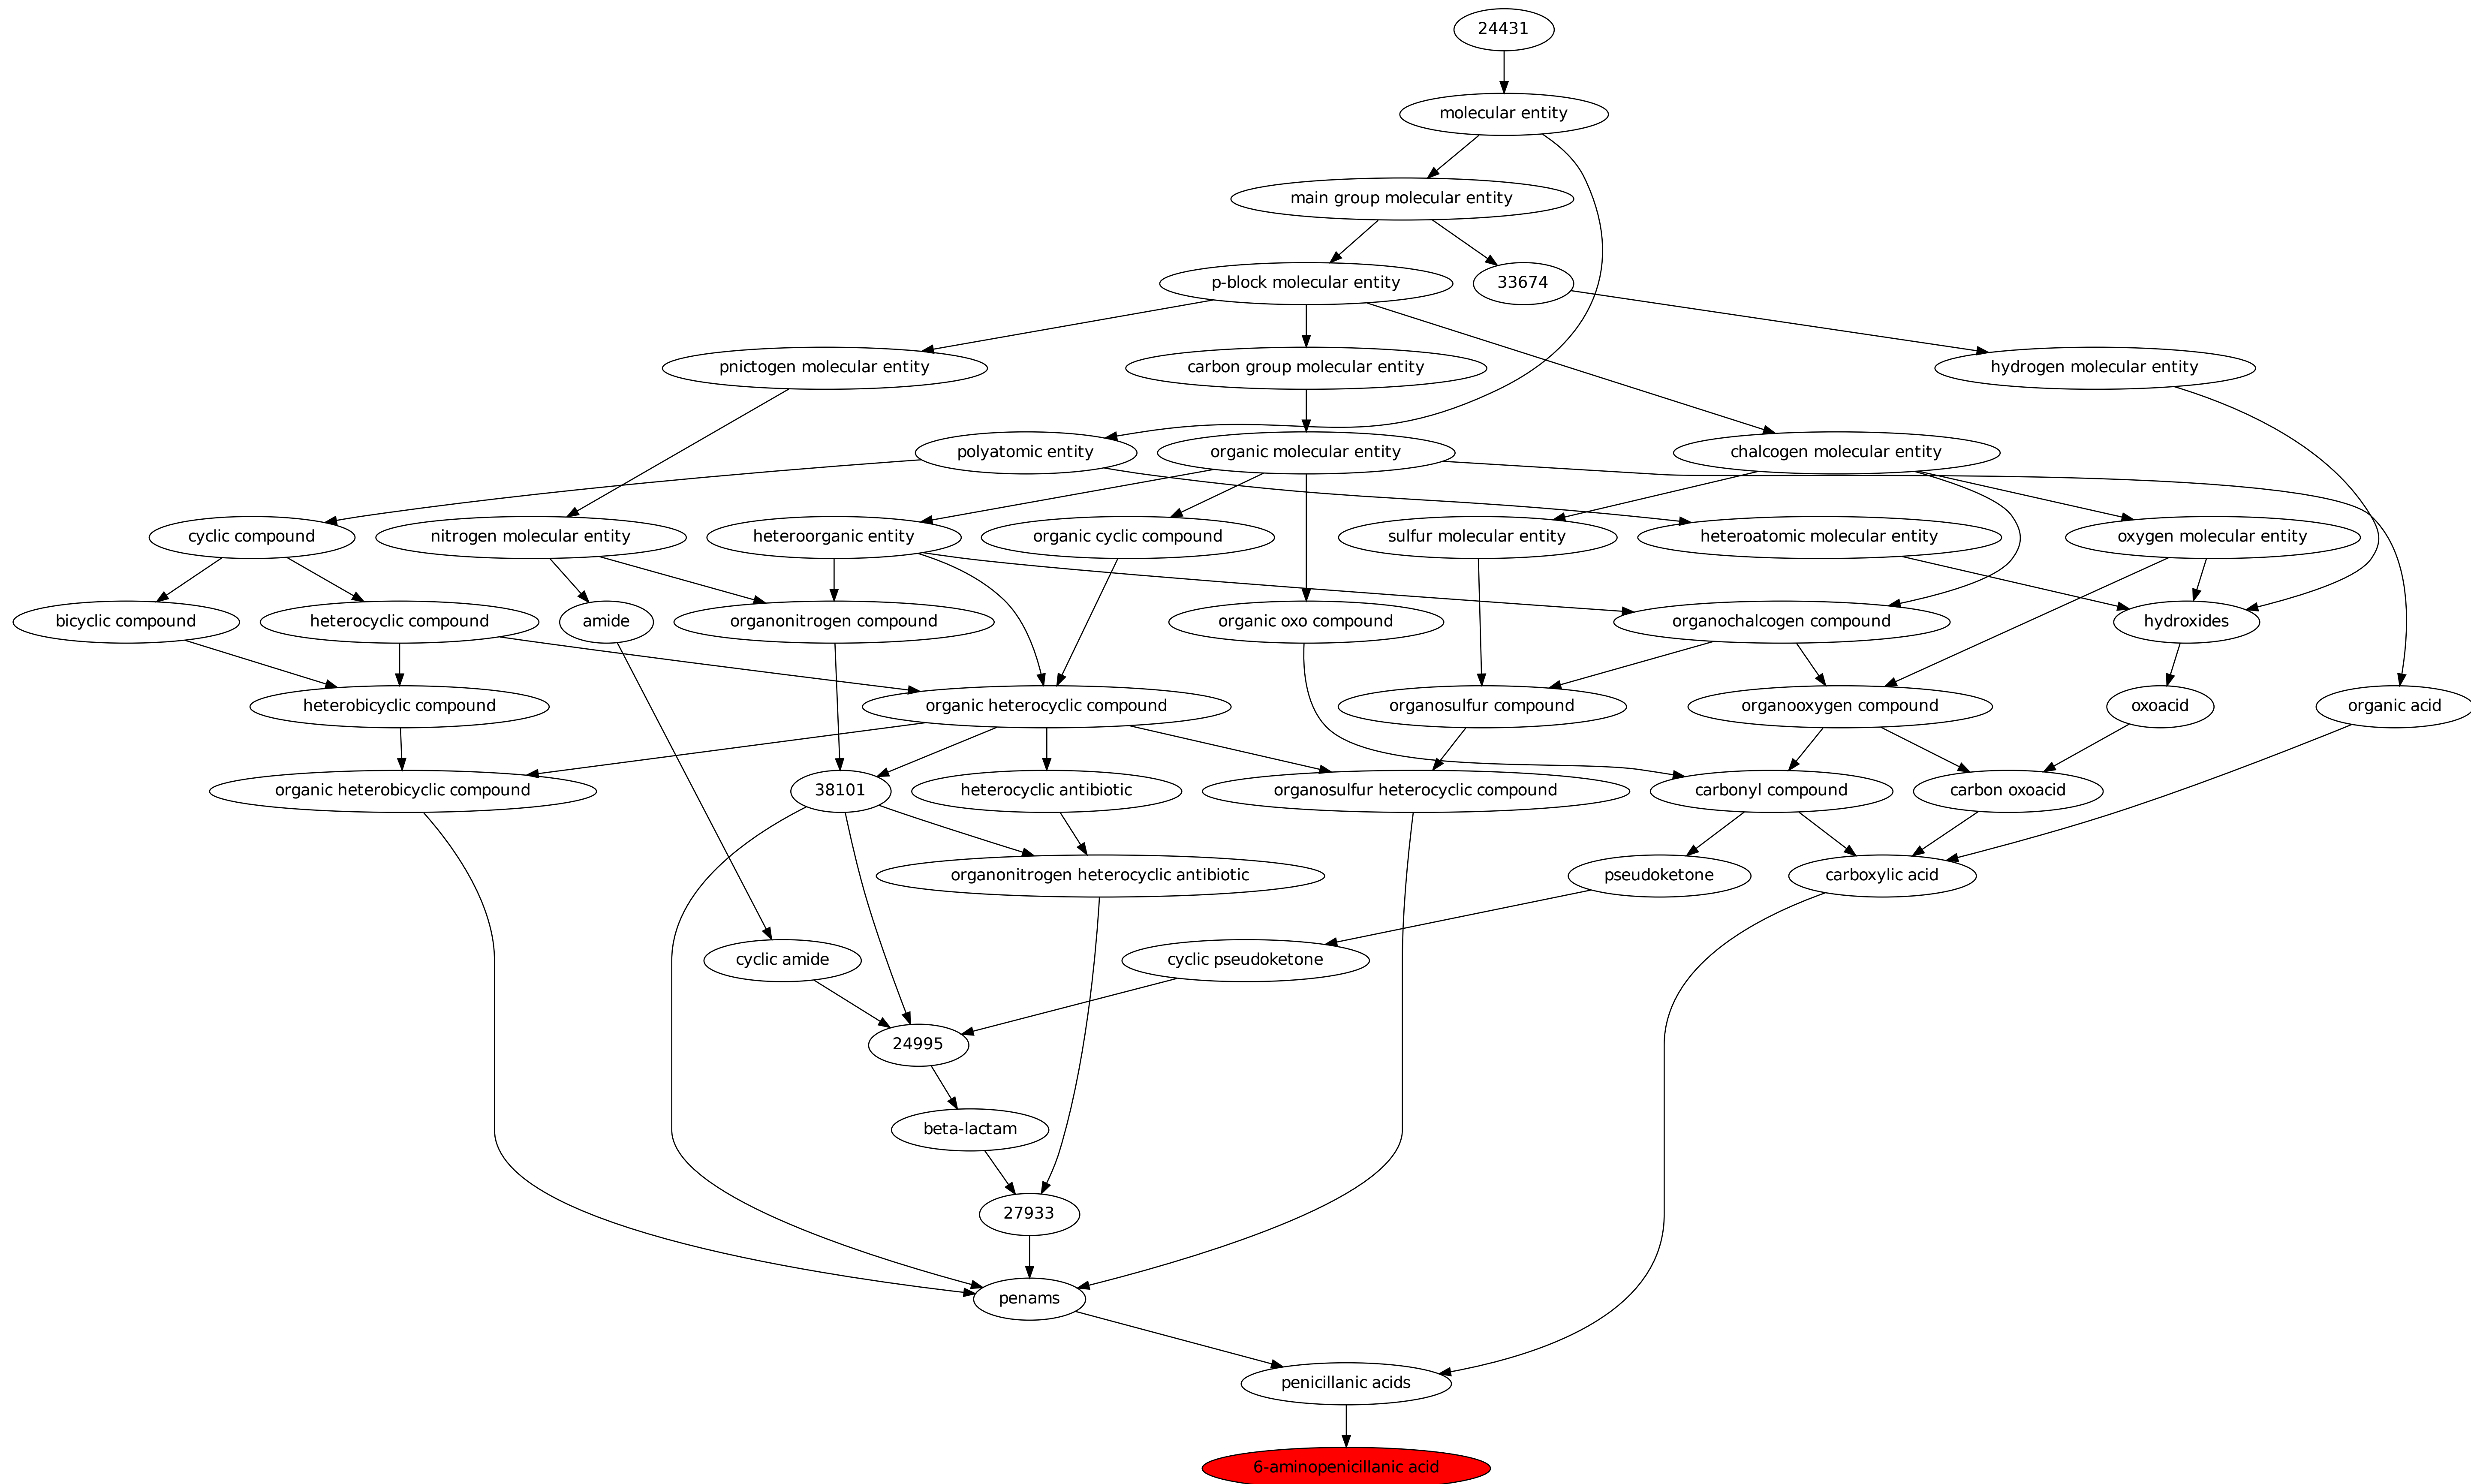 24431
molecular entity
main group molecular entity
p-block molecular entity
33674
pnictogen molecular entity
carbon group molecular entity
hydrogen molecular entity
polyatomic entity
organic molecular entity
chalcogen molecular entity
cyclic compound
nitrogen molecular entity
heteroorganic entity
organic cyclic compound
sulfur molecular entity
heteroatomic molecular entity
oxygen molecular entity
bicyclic compound
heterocyclic compound
amide
organonitrogen compound
organic oxo compound
organochalcogen compound
hydroxides
heterobicyclic compound
organic heterocyclic compound
organosulfur compound
organooxygen compound
oxoacid
organic acid
organic heterobicyclic compound
38101
heterocyclic antibiotic
organosulfur heterocyclic compound
carbonyl compound
carbon oxoacid
organonitrogen heterocyclic antibiotic
pseudoketone
carboxylic acid
cyclic amide
cyclic pseudoketone
24995
beta-lactam
27933
penams
penicillanic acids
6-aminopenicillanic acid